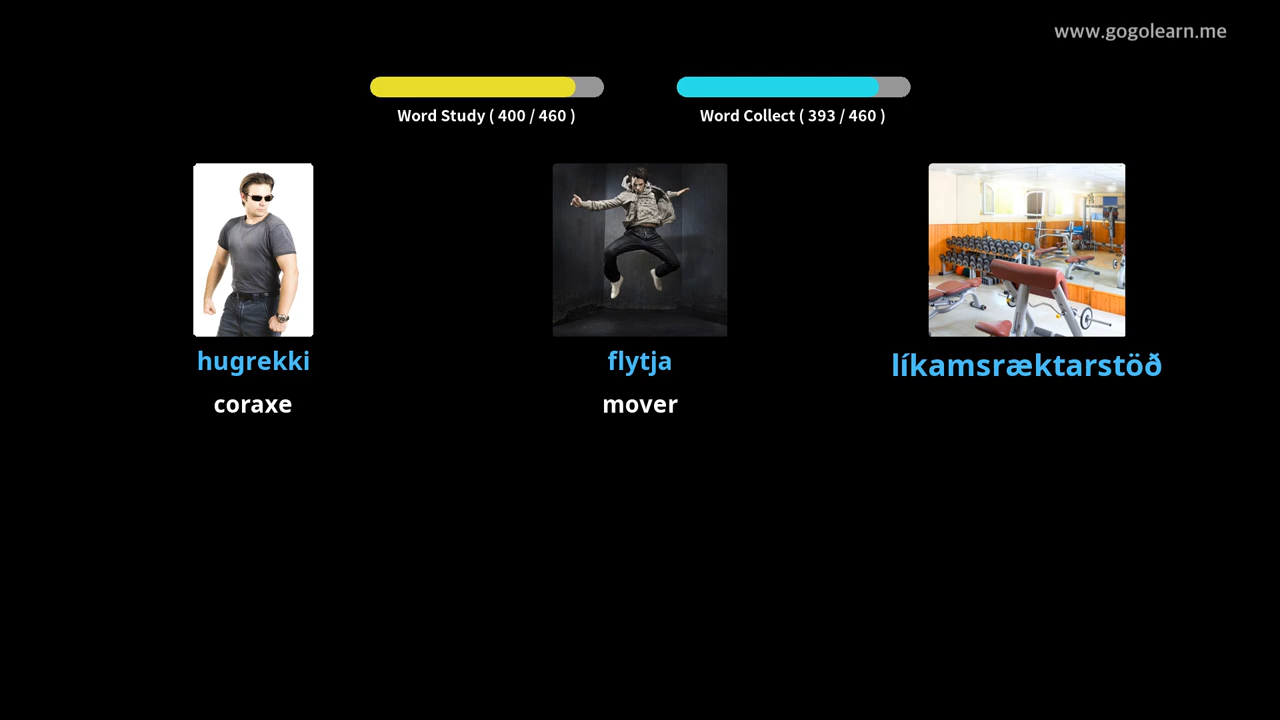 www.gogolearn.me
Word Study ( 400 / 460 )
Word Collect ( 393 / 460 )
hugrekki
flytja
líkamsræktarstöð
coraxe
mover